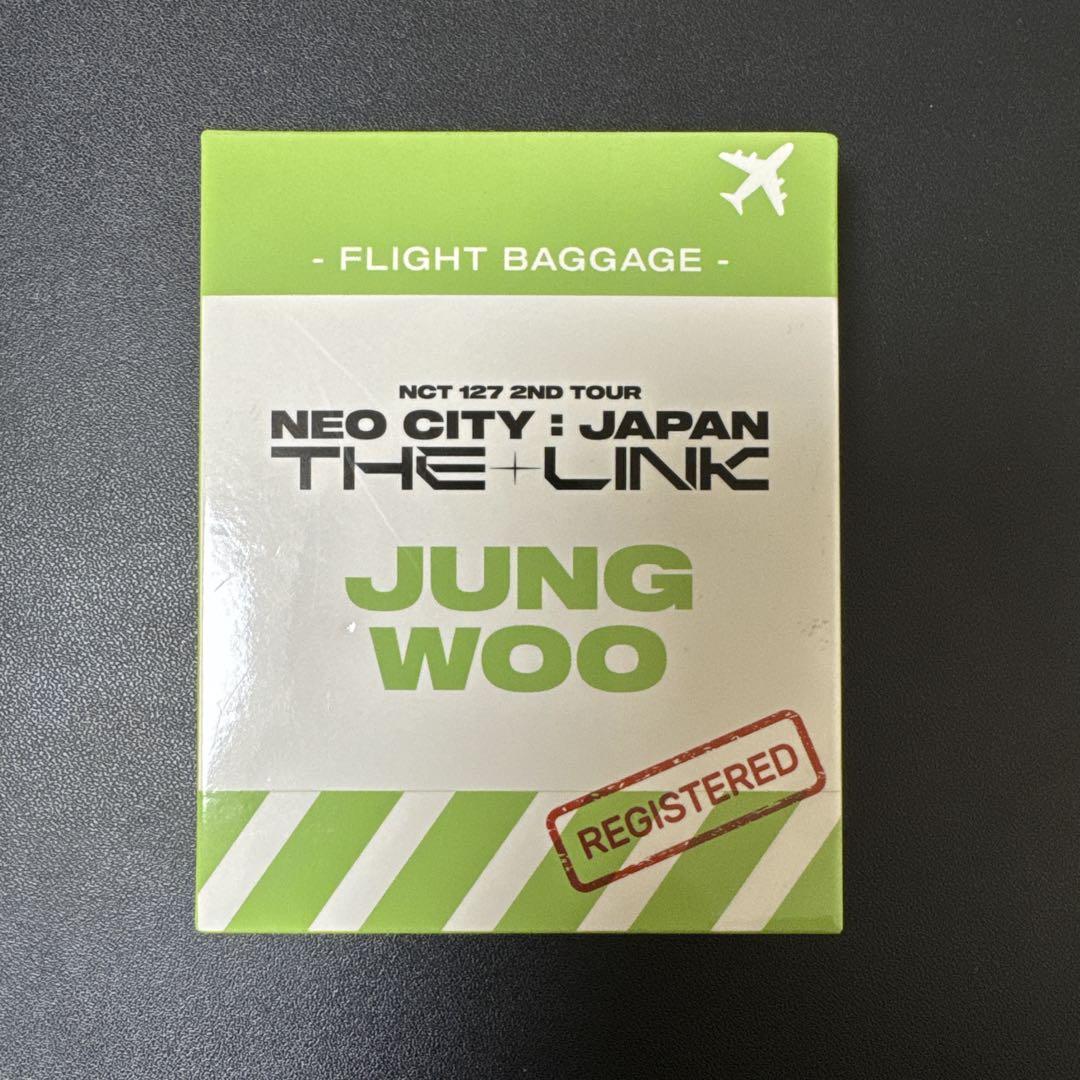 - FLIGHT BAGGAGE -
NCT 127 2ND TOUR
NEO CITY : JAPAN
THE LINK
JUNG
WOO
REGISTERED